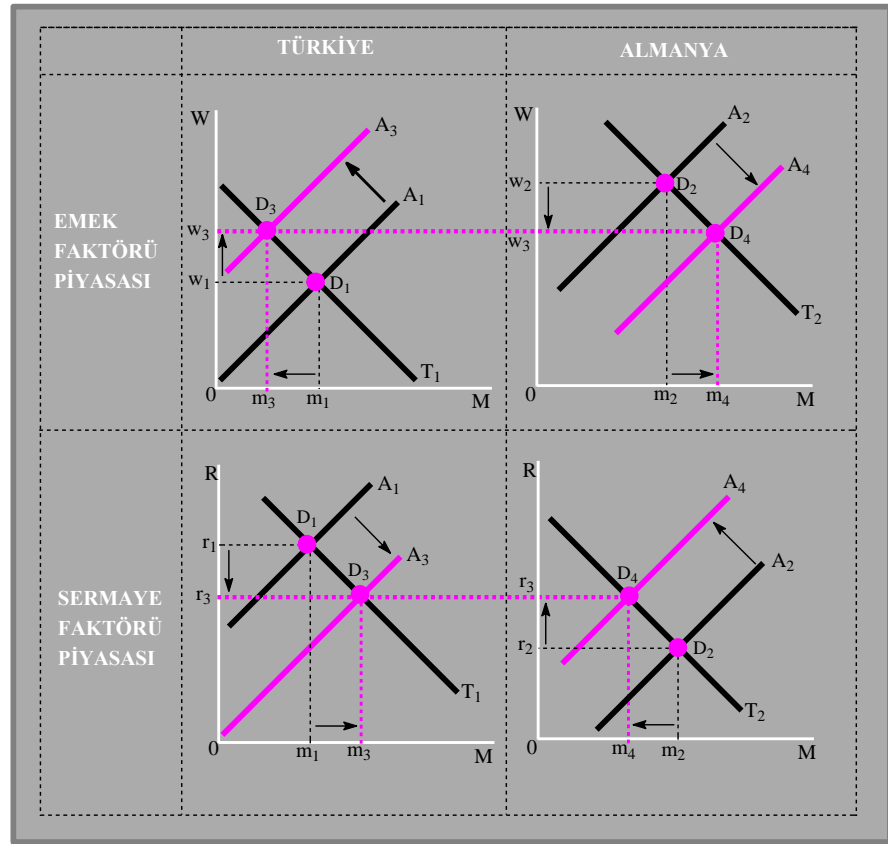 TÜRKİYE
ALMANYA
EMEK
FAKTÖRÜ
PİYASASI
W
A₃
A₁
D₃
w₃
w₁
D₁
T₁
0
m₃
m₁
M
W
A₂
A₄
w₂
D₂
w₃
D₄
T₂
0
m₂
m₄
M
SERMAYE
FAKTÖRÜ
PİYASASI
R
A₁
D₁
r₁
A₃
D₃
r₃
T₁
0
m₁
m₃
M
R
A₄
A₂
r₃
D₄
r₂
D₂
T₂
0
m₄
m₂
M